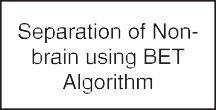 Separation of Non-
brain using BET
Algorithm